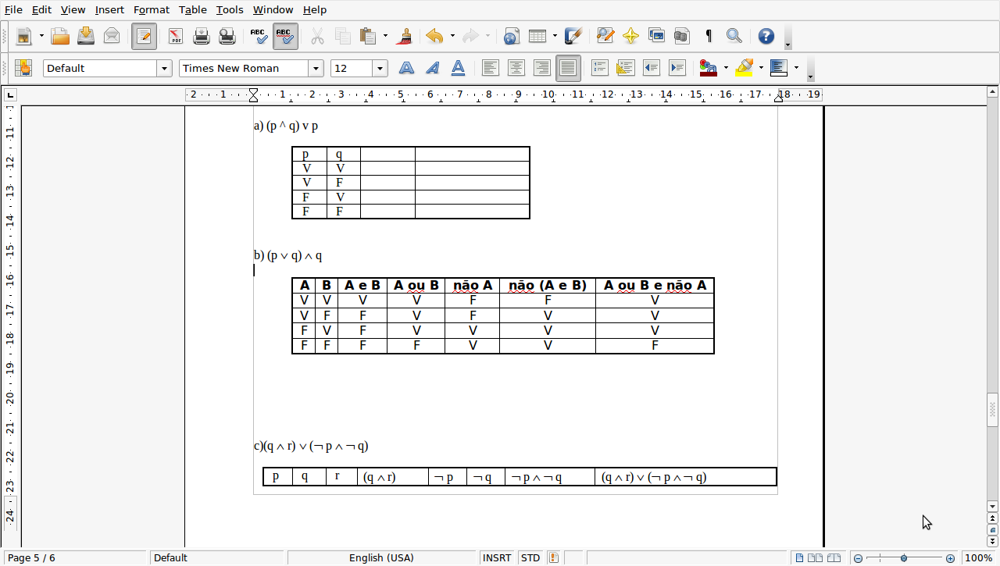 File Edit View Insert Format Table Tools Window Help
PDF ABC ABC
Default Times New Roman 12
2 1 1 2 3 4 5 6 7 8 9 10 11 12 13 14 15 16 17 18 19
11 12 13 14 15 16 17 18 19 20 21 22 23 24
a) (p ^ q) v p
p q
V V
V F
F V
F F
b) (p ∨ q) ∧ q
A B A e B A ou B não A não (A e B) A ou B e não A
V V V V F F V
V F F V F V V
F V F V V V V
F F F F V V F
c)(q ∧ r) ∨ (¬ p ∧ ¬ q)
p q r (q ∧ r) ¬ p ¬ q ¬ p ∧ ¬ q (q ∧ r) ∨ (¬ p ∧ ¬ q)
Page 5 / 6 Default English (USA) INSRT STD 100%